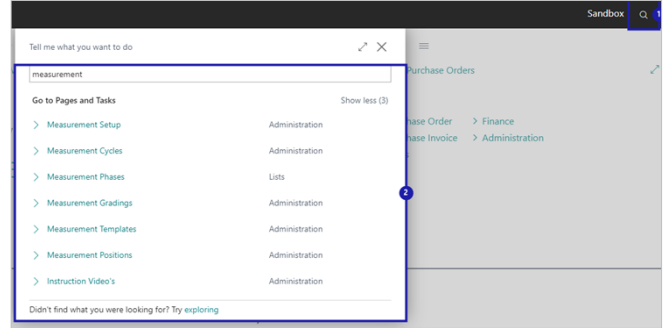 Sandbox
1
Tell me what you want to do
measurement
Purchase Orders
Go to Pages and Tasks Show less (3)
Measurement Setup Administration
hase Order > Finance
Measurement Cycles Administration
hase Invoice > Administration
Measurement Phases Lists
2
Measurement Gradings Administration
Measurement Templates Administration
Measurement Positions Administration
Instruction Video's Administration
Didn't find what you were looking for? Try exploring